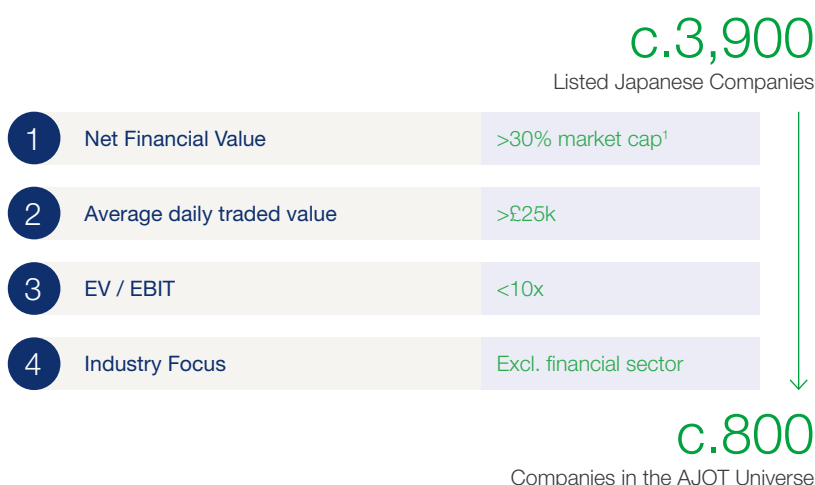 c.3,900
Listed Japanese Companies
1 Net Financial Value >30% market cap¹
2 Average daily traded value >£25k
3 EV / EBIT <10x
4 Industry Focus Excl. financial sector
c.800
Companies in the AJOT Universe